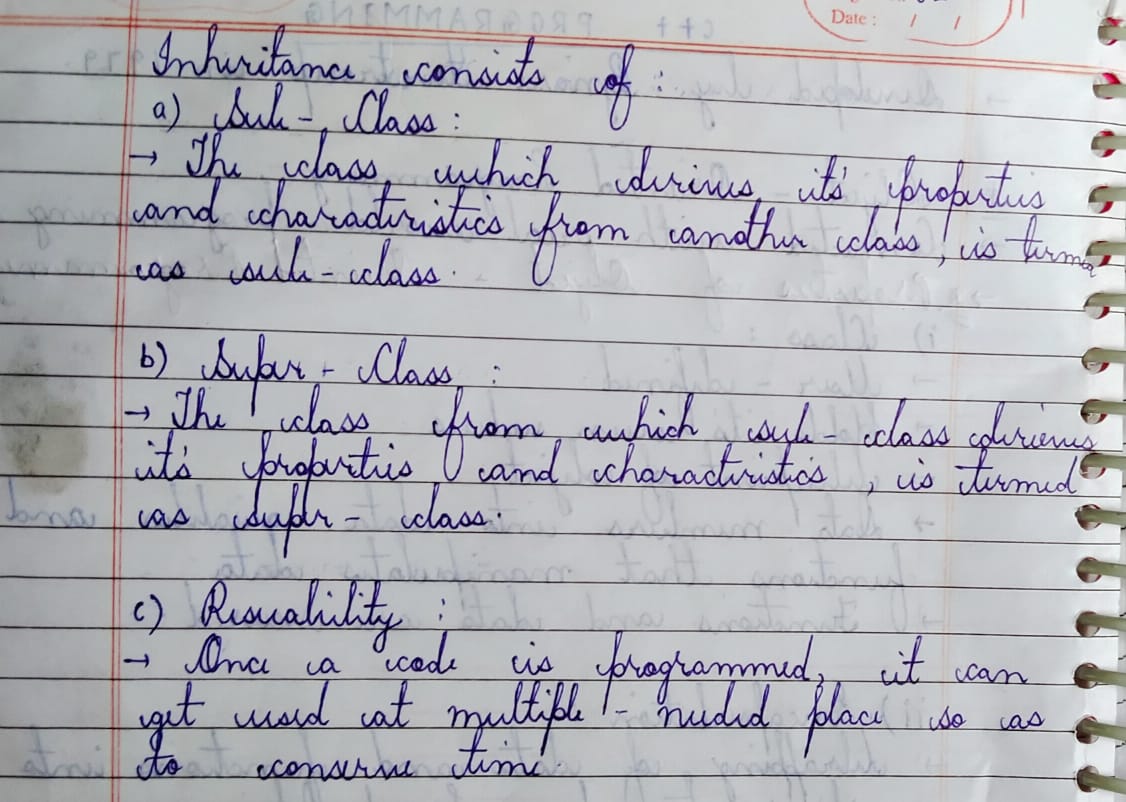 Date : / /
Inheritance consists of :
a) Sub - Class :
→ The class which derives it's properties
and characteristics from another class, is termed
as sub - class.
b) Super - Class :
→ The class from which sub - class derives
it's properties and characteristics, is termed
as super - class.
c) Reusability :
→ Once a code is programmed, it can
get used at multiple - needed place so as
to conserve time.